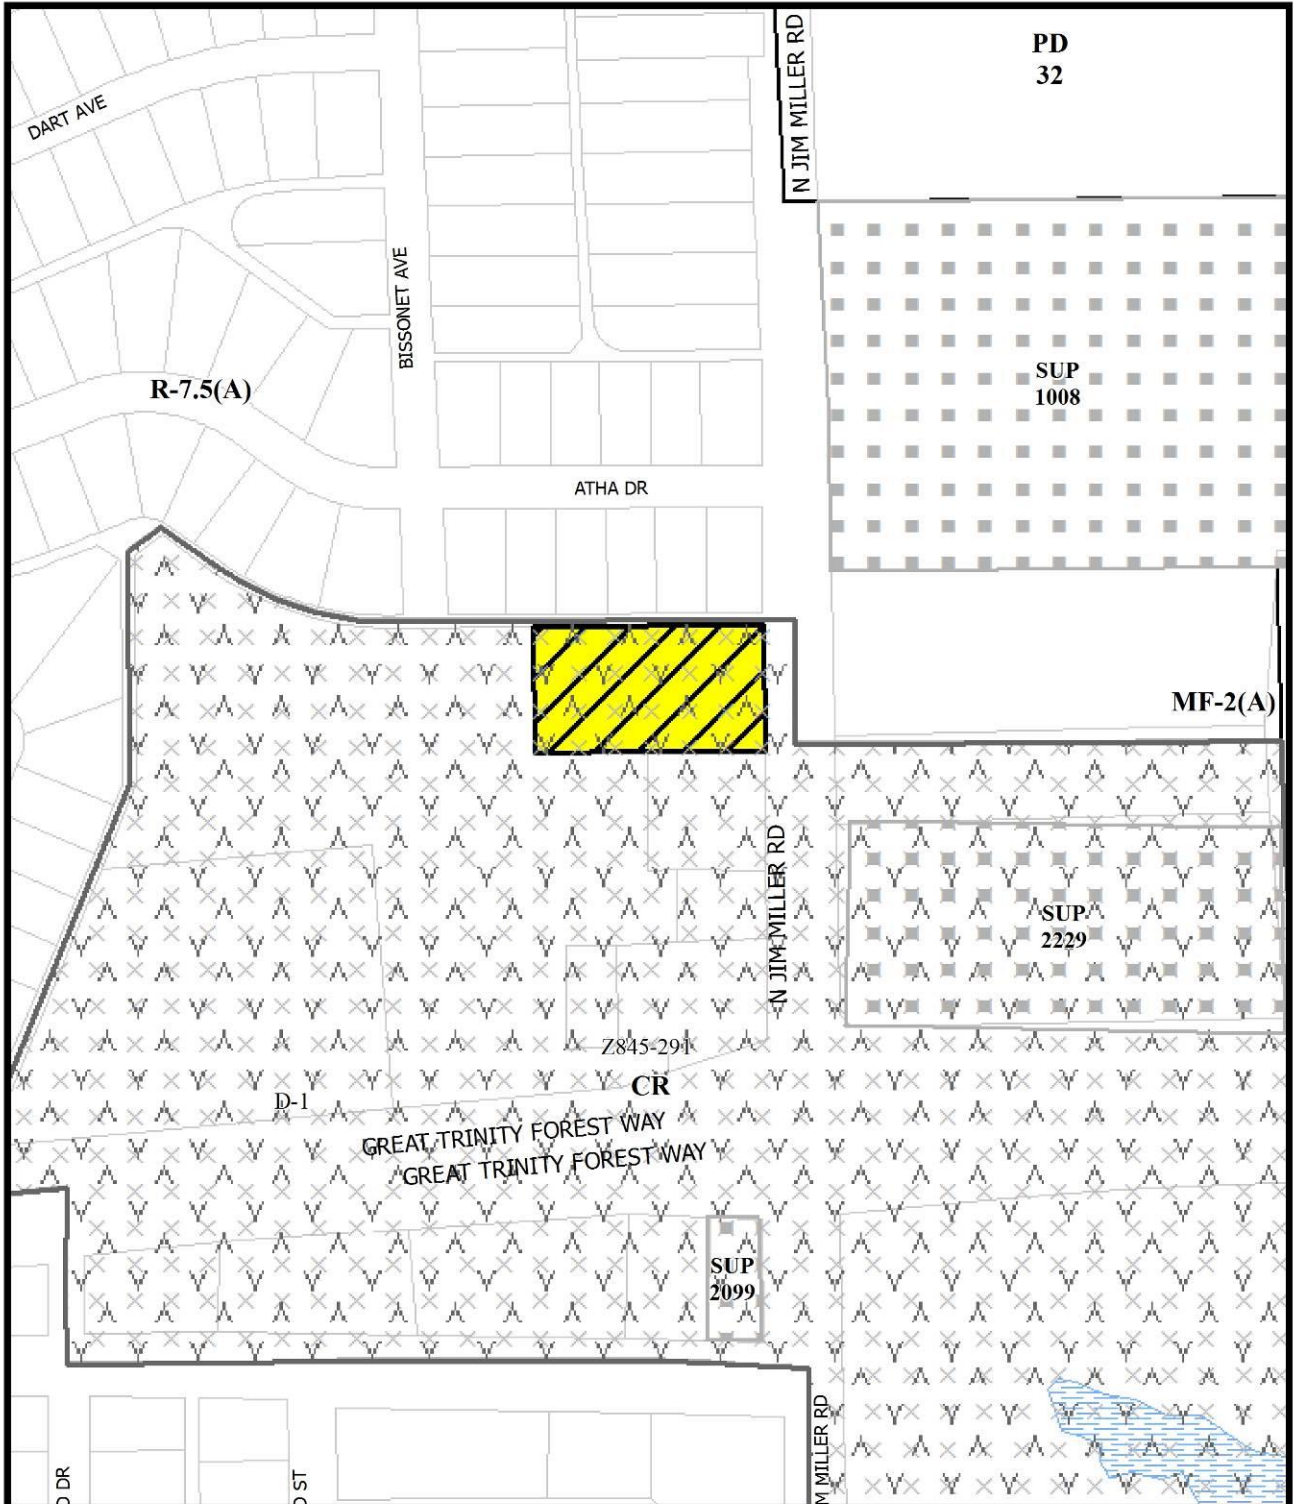 PD
32
N JIM MILLER RD
DART AVE
BISSONET AVE
SUP
1008
R-7.5(A)
ATHA DR
MF-2(A)
N JIM MILLER RD
SUP
2229
Z845-291
CR
D-1
GREAT TRINITY FOREST WAY
GREAT TRINITY FOREST WAY
SUP
2099
M MILLER RD
D DR
D ST